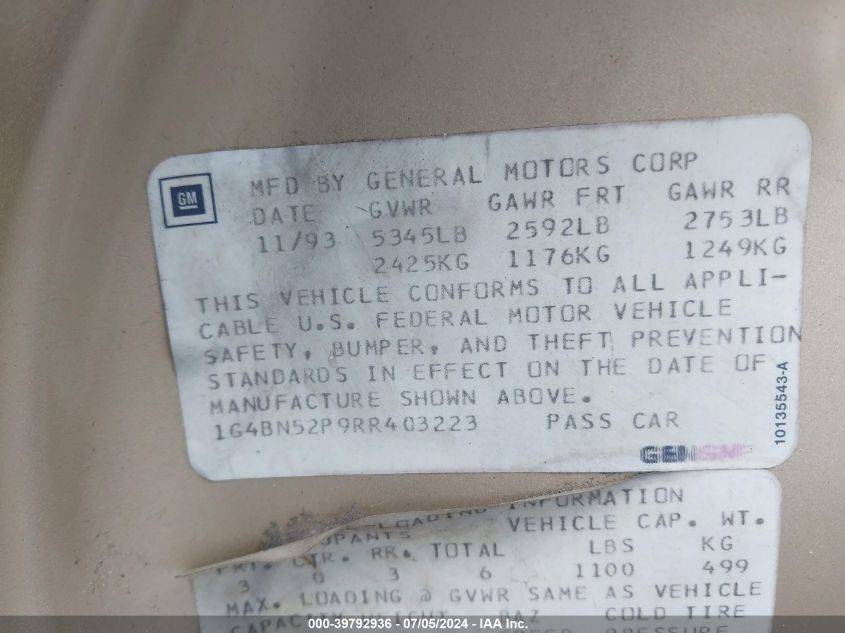 GM
MFD BY GENERAL MOTORS CORP
DATE GVWR GAWR FRT GAWR RR
11/93 5345LB 2592LB 2753LB
2425KG 1176KG 1249KG
THIS VEHICLE CONFORMS TO ALL APPLI-
CABLE U.S. FEDERAL MOTOR VEHICLE
SAFETY, BUMPER, AND THEFT PREVENTION
STANDARDS IN EFFECT ON THE DATE OF
MANUFACTURE SHOWN ABOVE.
1G4BN52P9RR403223 PASS CAR
10135543-A
INFORMATION
VEHICLE CAP. WT.
FRT. CTR. RR. TOTAL LBS KG
3 0 3 6 1100 499
MAX. LOADING @ GVWR SAME AS VEHICLE
CAPACITY WEIGHT COLD TIRE
PRESSURE
000-39792936 - 07/05/2024 - IAA Inc.